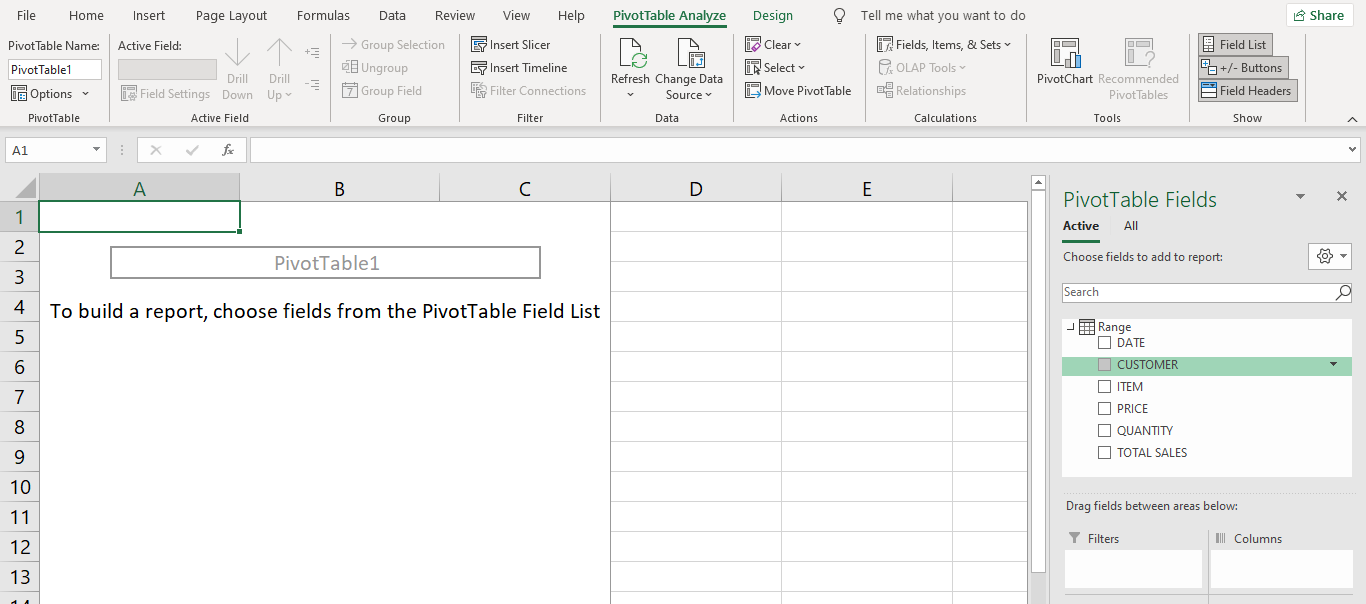 File Home Insert Page Layout Formulas Data Review View Help PivotTable Analyze Design Tell me what you want to do Share
PivotTable Name:
PivotTable1
Options
PivotTable
Active Field:
Field Settings
Drill
Down
Drill
Up
Active Field
Group Selection
Ungroup
7 Group Field
Group
Insert Slicer
Insert Timeline
Filter Connections
Filter
Refresh
Change Data
Source
Data
Clear
Select
Move PivotTable
Actions
Fields, Items, & Sets
OLAP Tools
Relationships
Calculations
PivotChart
? Recommended
PivotTables
Tools
Field List
+/- Buttons
Field Headers
Show
A1 fx
A B C D E
1
2
PivotTable1
3
4 To build a report, choose fields from the PivotTable Field List
5
6
7
8
9
10
11
12
13
14
PivotTable Fields
Active All
Choose fields to add to report:
Search
Range
DATE
CUSTOMER
ITEM
PRICE
QUANTITY
TOTAL SALES
Drag fields between areas below:
Filters Columns